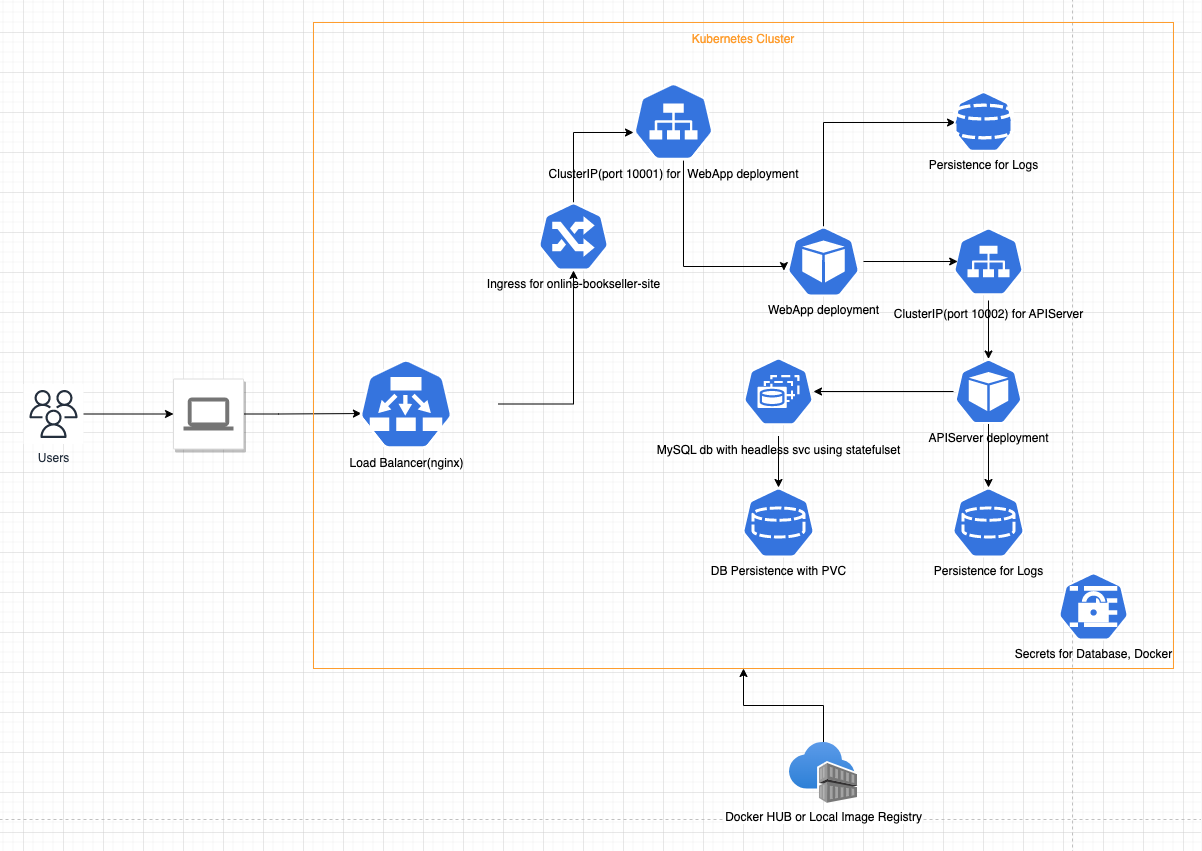 Kubernetes Cluster
ClusterIP(port 10001) for WebApp deployment
Persistence for Logs
Ingress for online-bookseller-site
WebApp deployment
ClusterIP(port 10002) for APIServer
Users
Load Balancer(nginx)
MySQL db with headless svc using statefulset
APIServer deployment
DB Persistence with PVC
Persistence for Logs
Secrets for Database, Docker
Docker HUB or Local Image Registry